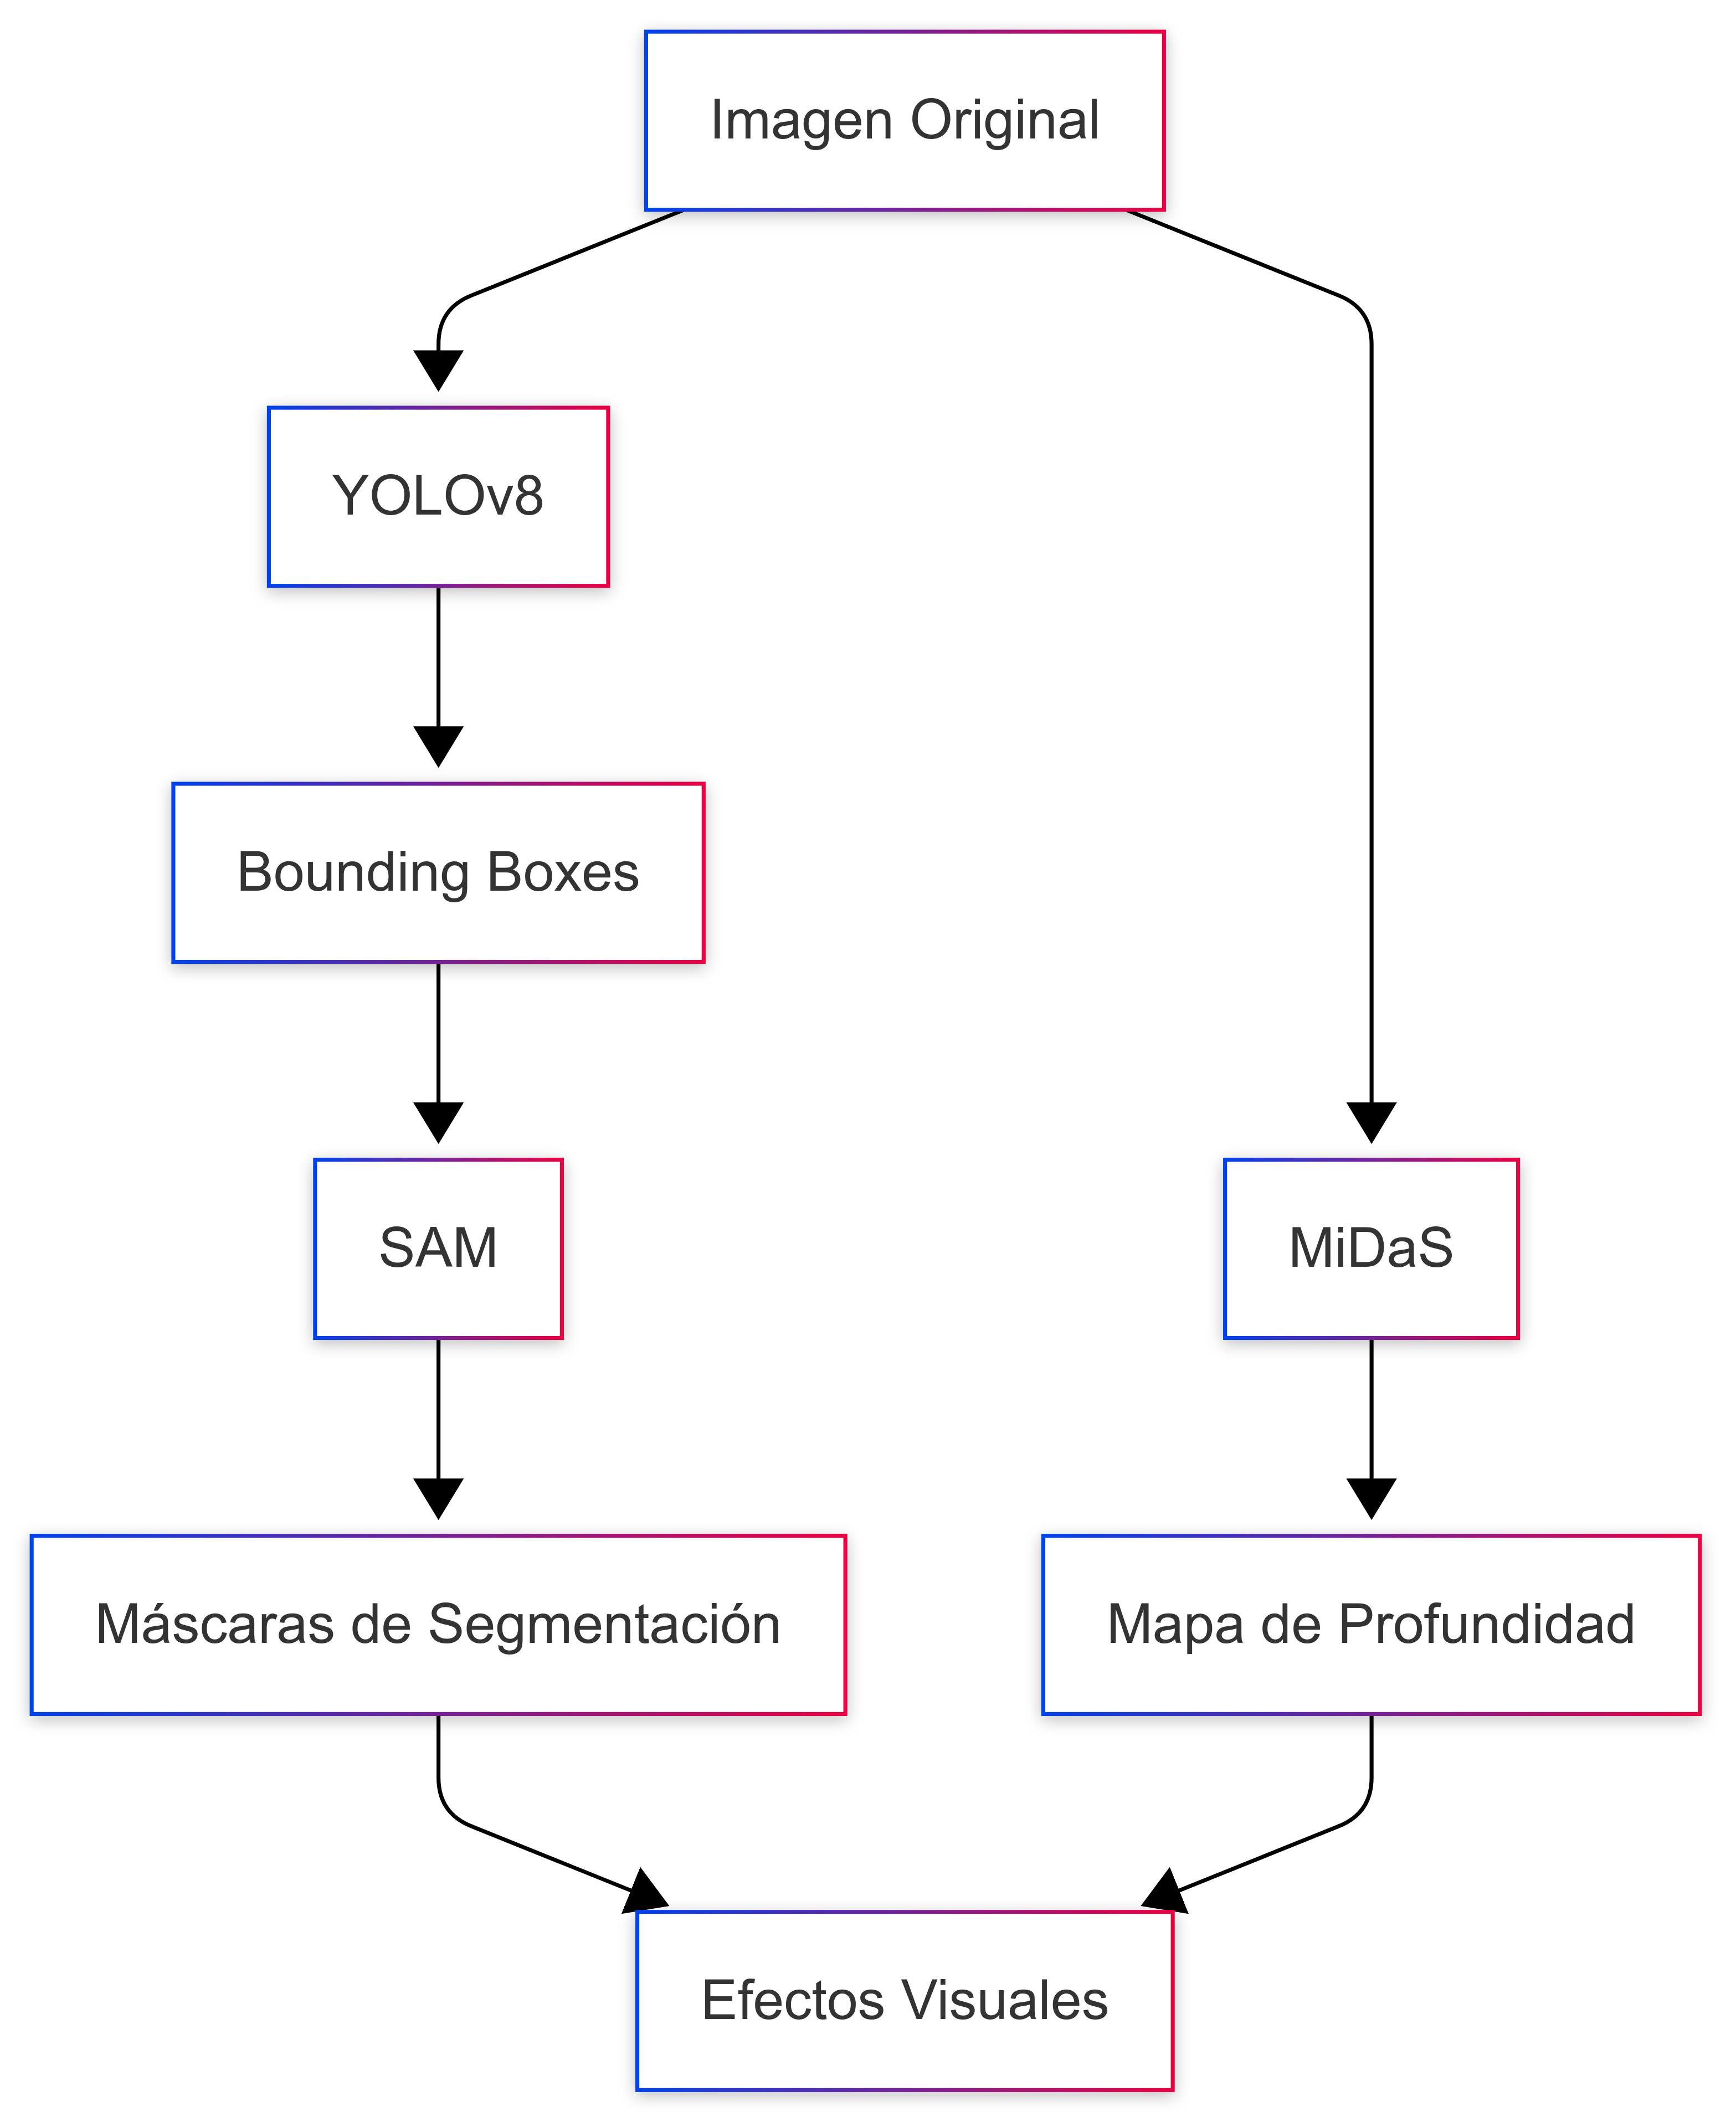 Imagen Original
YOLOv8
Bounding Boxes
SAM
MiDaS
Máscaras de Segmentación
Mapa de Profundidad
Efectos Visuales